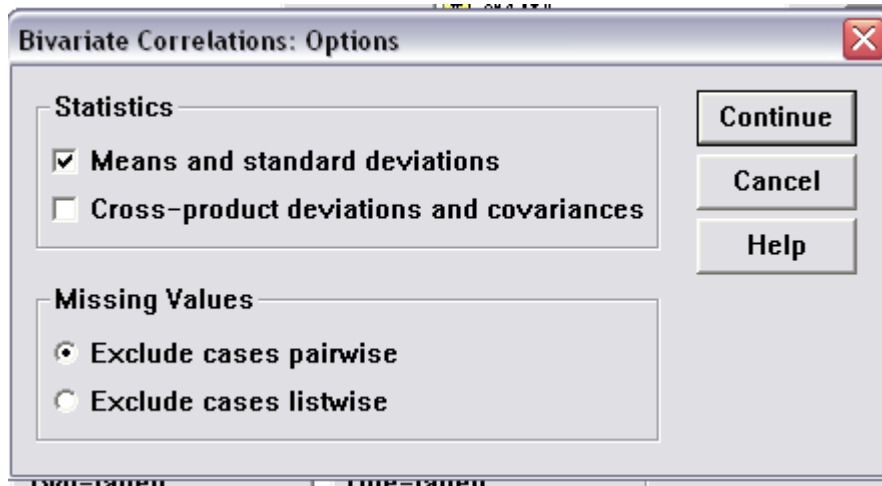 Bivariate Correlations: Options
Statistics
Means and standard deviations
Cross-product deviations and covariances
Continue
Cancel
Help
Missing Values
Exclude cases pairwise
Exclude cases listwise